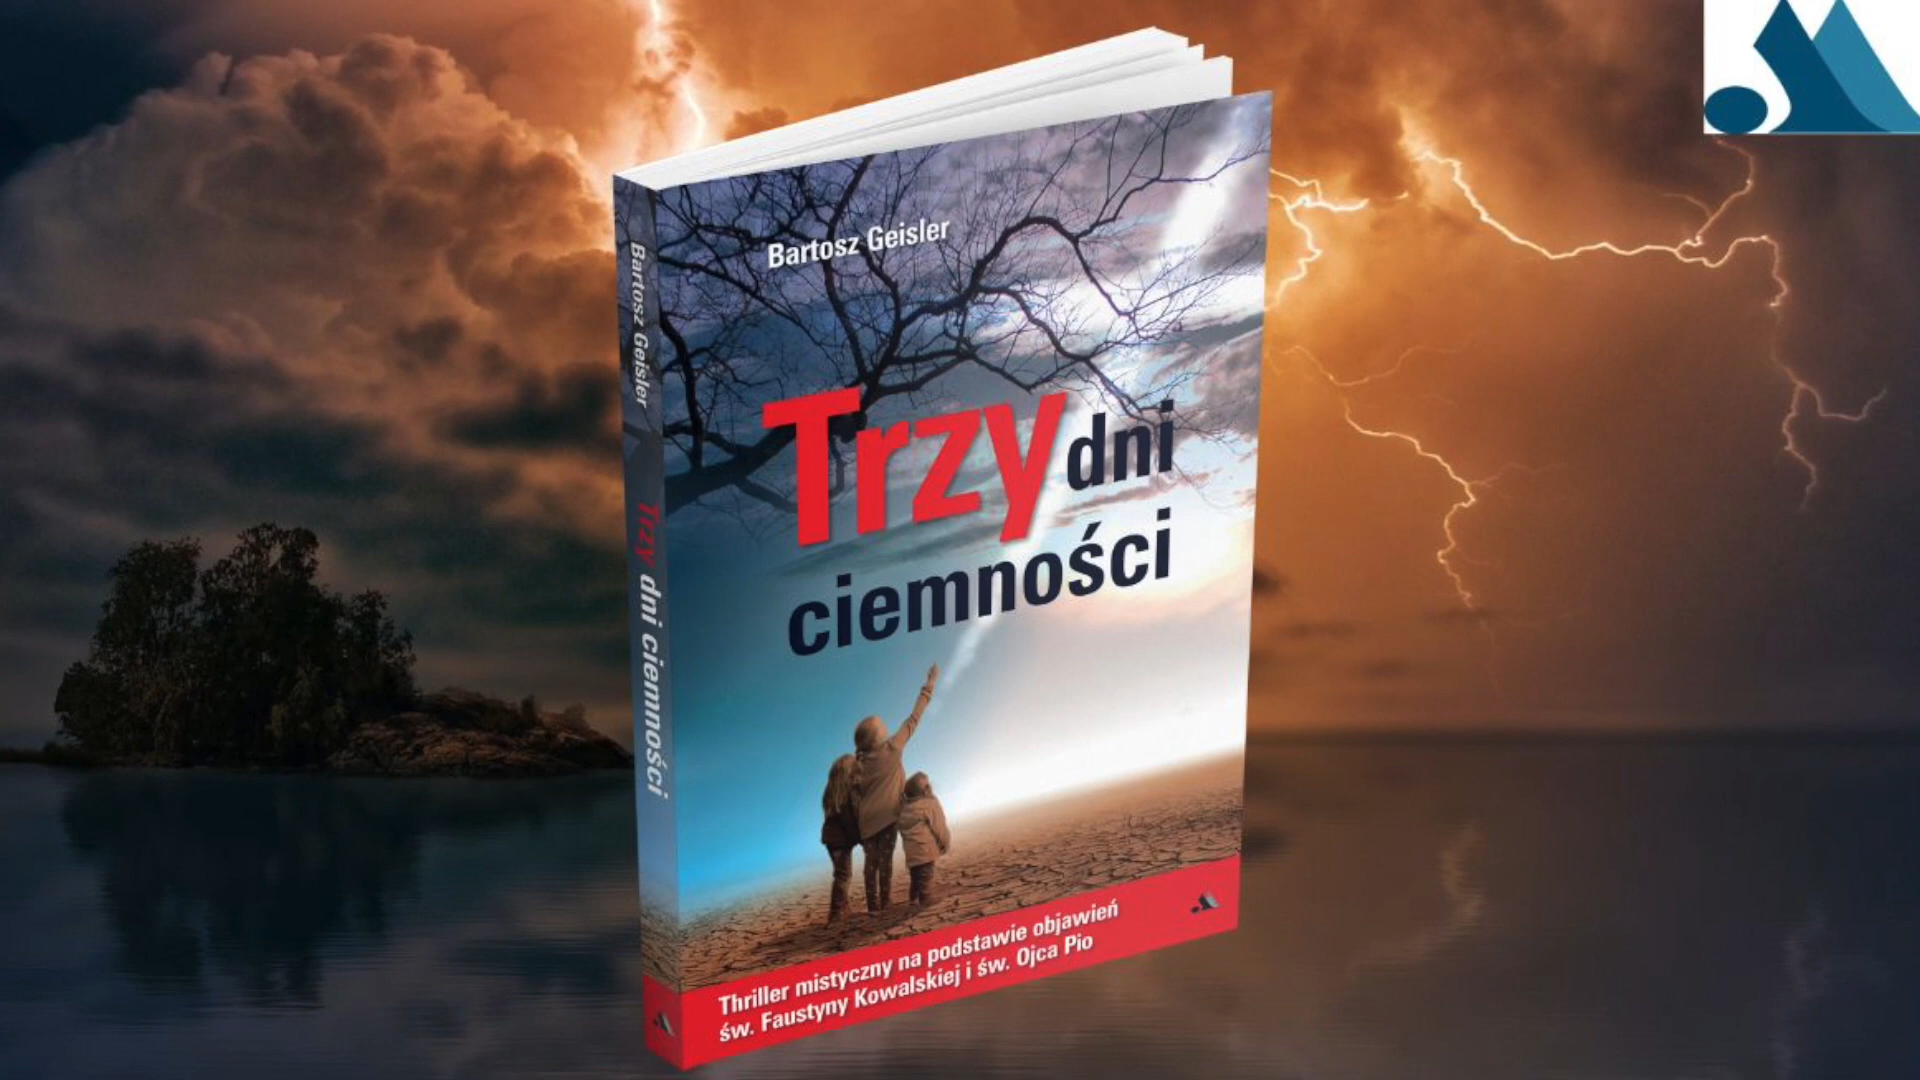 Bartosz Geisler
Trzy dni
ciemności
Thriller mistyczny na podstawie objawień
św. Faustyny Kowalskiej i św. Ojca Pio
Bartosz Geisler
Trzy dni ciemności